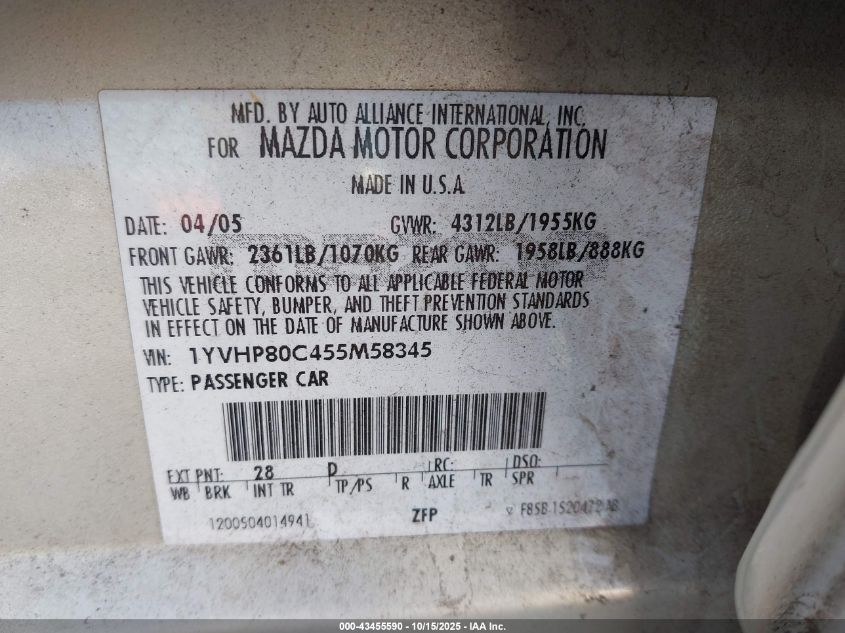 MFD. BY AUTO ALLIANCE INTERNATIONAL, INC.
FOR MAZDA MOTOR CORPORATION
MADE IN U.S.A.
DATE: 04/05 GVWR: 4312LB/1955KG
FRONT GAWR: 2361LB/1070KG REAR GAWR: 1958LB/888KG
THIS VEHICLE CONFORMS TO ALL APPLICABLE FEDERAL MOTOR
VEHICLE SAFETY, BUMPER, AND THEFT PREVENTION STANDARDS
IN EFFECT ON THE DATE OF MANUFACTURE SHOWN ABOVE.
VIN: 1YVHP80C455M58345
TYPE: PASSENGER CAR
EXT PNT: 28 D RC: DSO:
WB BRK INT TR TP/PS R AXLE TR SPR
1200504014941 ZFP
000-43455590 - 10/15/2025 - IAA Inc.